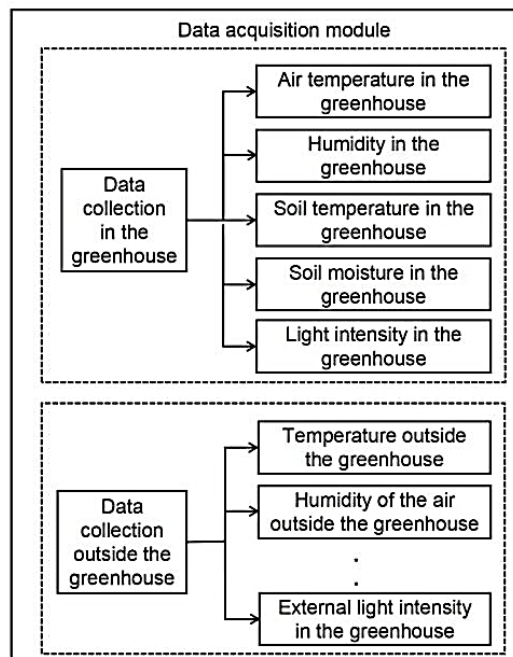 Data acquisition module
Air temperature in the
greenhouse
Humidity in the
greenhouse
Data
collection
in the
greenhouse
Soil temperature in the
greenhouse
Soil moisture in the
greenhouse
Light intensity in the
greenhouse
Temperature outside
the greenhouse
Data
collection
outside the
greenhouse
Humidity of the air
outside the greenhouse
.
.
External light intensity
in the greenhouse